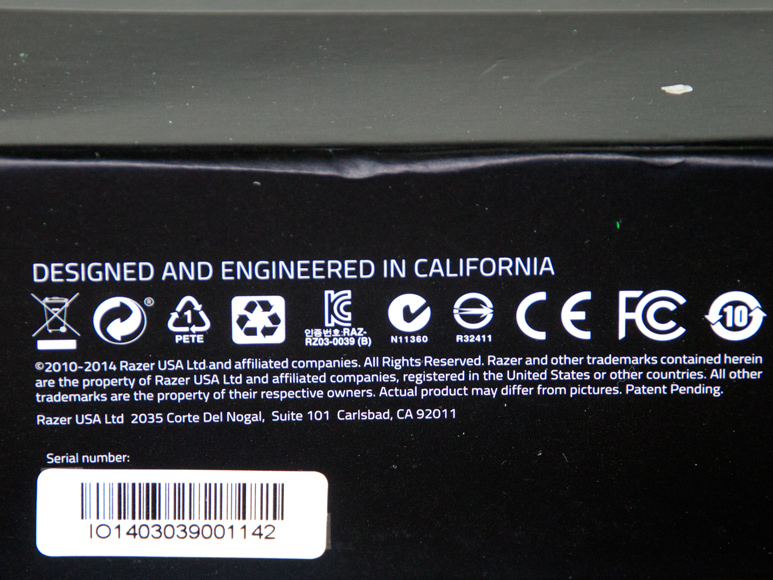 DESIGNED AND ENGINEERED IN CALIFORNIA
® 1 PETE 인증번호:RAZ-RZ03-0039 (B) N11360 R32411 CE FC 10
©2010-2014 Razer USA Ltd and affiliated companies. All Rights Reserved. Razer and other trademarks contained herein
are the property of Razer USA Ltd and affiliated companies, registered in the United States or other countries. All other
trademarks are the property of their respective owners. Actual product may differ from pictures. Patent Pending.
Razer USA Ltd 2035 Corte Del Nogal, Suite 101 Carlsbad, CA 92011
Serial number:
IO1403039001142